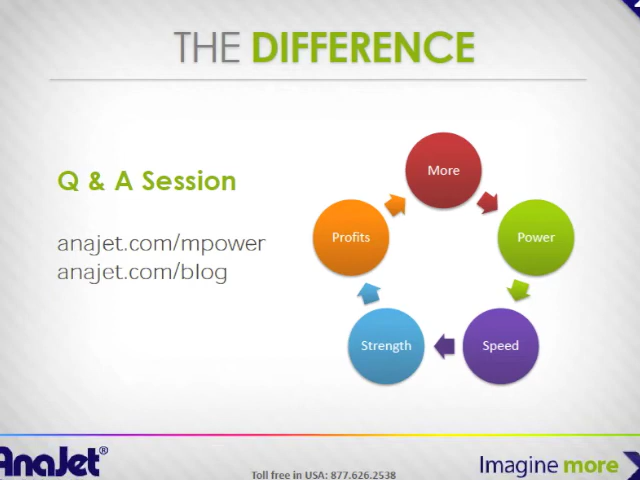 THE DIFFERENCE
Q & A Session
anajet.com/mpower
anajet.com/blog
More
Power
Speed
Strength
Profits
AnaJet®
Toll free in USA: 877.626.2538
Imagine more